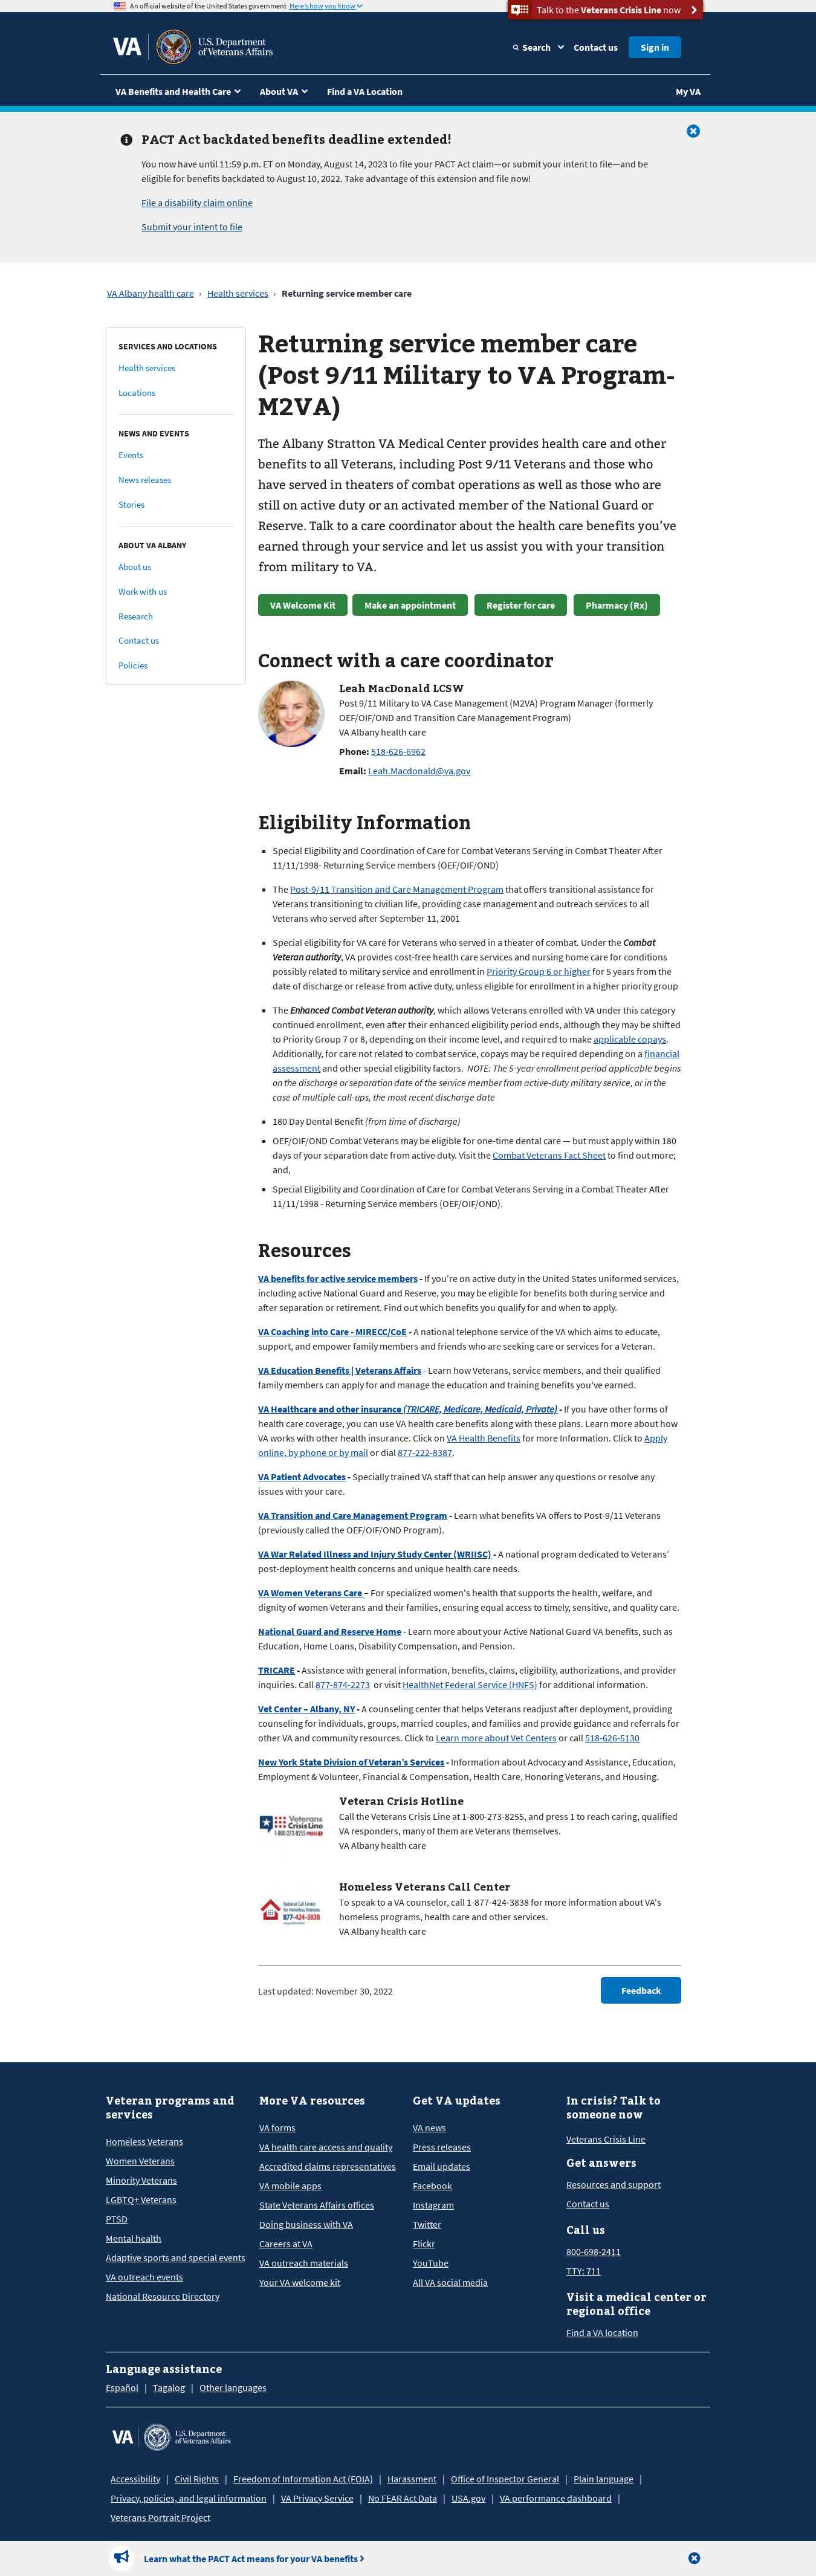 An official website of the United States government Here's how you know
Talk to the Veterans Crisis Line now
VA U.S. Department of Veterans Affairs
Search Contact us Sign in
VA Benefits and Health Care About VA Find a VA Location My VA
PACT Act backdated benefits deadline extended!
You now have until 11:59 p.m. ET on Monday, August 14, 2023 to file your PACT Act claim—or submit your intent to file—and be
eligible for benefits backdated to August 10, 2022. Take advantage of this extension and file now!
File a disability claim online
Submit your intent to file
VA Albany health care › Health services › Returning service member care
SERVICES AND LOCATIONS
Health services
Locations
NEWS AND EVENTS
Events
News releases
Stories
ABOUT VA ALBANY
About us
Work with us
Research
Contact us
Policies
Returning service member care
(Post 9/11 Military to VA Program-
M2VA)
The Albany Stratton VA Medical Center provides health care and other
benefits to all Veterans, including Post 9/11 Veterans and those who
have served in theaters of combat operations as well as those who are
still on active duty or an activated member of the National Guard or
Reserve. Talk to a care coordinator about the health care benefits you've
earned through your service and let us assist you with your transition
from military to VA.
VA Welcome Kit Make an appointment Register for care Pharmacy (Rx)
Connect with a care coordinator
Leah MacDonald LCSW
Post 9/11 Military to VA Case Management (M2VA) Program Manager (formerly
OEF/OIF/OND and Transition Care Management Program)
VA Albany health care
Phone: 518-626-6962
Email: Leah.Macdonald@va.gov
Eligibility Information
Special Eligibility and Coordination of Care for Combat Veterans Serving in Combat Theater After
11/11/1998- Returning Service members (OEF/OIF/OND)
The Post-9/11 Transition and Care Management Program that offers transitional assistance for
Veterans transitioning to civilian life, providing case management and outreach services to all
Veterans who served after September 11, 2001
Special eligibility for VA care for Veterans who served in a theater of combat. Under the Combat
Veteran authority, VA provides cost-free health care services and nursing home care for conditions
possibly related to military service and enrollment in Priority Group 6 or higher for 5 years from the
date of discharge or release from active duty, unless eligible for enrollment in a higher priority group
The Enhanced Combat Veteran authority, which allows Veterans enrolled with VA under this category
continued enrollment, even after their enhanced eligibility period ends, although they may be shifted
to Priority Group 7 or 8, depending on their income level, and required to make applicable copays.
Additionally, for care not related to combat service, copays may be required depending on a financial
assessment and other special eligibility factors. NOTE: The 5-year enrollment period applicable begins
on the discharge or separation date of the service member from active-duty military service, or in the
case of multiple call-ups, the most recent discharge date
180 Day Dental Benefit (from time of discharge)
OEF/OIF/OND Combat Veterans may be eligible for one-time dental care — but must apply within 180
days of your separation date from active duty. Visit the Combat Veterans Fact Sheet to find out more;
and,
Special Eligibility and Coordination of Care for Combat Veterans Serving in a Combat Theater After
11/11/1998 - Returning Service members (OEF/OIF/OND).
Resources
VA benefits for active service members - If you're on active duty in the United States uniformed services,
including active National Guard and Reserve, you may be eligible for benefits both during service and
after separation or retirement. Find out which benefits you qualify for and when to apply.
VA Coaching into Care - MIRECC/CoE - A national telephone service of the VA which aims to educate,
support, and empower family members and friends who are seeking care or services for a Veteran.
VA Education Benefits | Veterans Affairs - Learn how Veterans, service members, and their qualified
family members can apply for and manage the education and training benefits you've earned.
VA Healthcare and other insurance (TRICARE, Medicare, Medicaid, Private) - If you have other forms of
health care coverage, you can use VA health care benefits along with these plans. Learn more about how
VA works with other health insurance. Click on VA Health Benefits for more Information. Click to Apply
online, by phone or by mail or dial 877-222-8387.
VA Patient Advocates - Specially trained VA staff that can help answer any questions or resolve any
issues with your care.
VA Transition and Care Management Program - Learn what benefits VA offers to Post-9/11 Veterans
(previously called the OEF/OIF/OND Program).
VA War Related Illness and Injury Study Center (WRIISC) - A national program dedicated to Veterans'
post-deployment health concerns and unique health care needs.
VA Women Veterans Care – For specialized women's health that supports the health, welfare, and
dignity of women Veterans and their families, ensuring equal access to timely, sensitive, and quality care.
National Guard and Reserve Home - Learn more about your Active National Guard VA benefits, such as
Education, Home Loans, Disability Compensation, and Pension.
TRICARE - Assistance with general information, benefits, claims, eligibility, authorizations, and provider
inquiries. Call 877-874-2273 or visit HealthNet Federal Service (HNFS) for additional information.
Vet Center – Albany, NY - A counseling center that helps Veterans readjust after deployment, providing
counseling for individuals, groups, married couples, and families and provide guidance and referrals for
other VA and community resources. Click to Learn more about Vet Centers or call 518-626-5130
New York State Division of Veteran's Services - Information about Advocacy and Assistance, Education,
Employment & Volunteer, Financial & Compensation, Health Care, Honoring Veterans, and Housing.
Veterans
Crisis Line
1-800-273-8255 PRESS 1
Veteran Crisis Hotline
Call the Veterans Crisis Line at 1-800-273-8255, and press 1 to reach caring, qualified
VA responders, many of them are Veterans themselves.
VA Albany health care
National Call Center
for Homeless Veterans
877-424-3838
Homeless Veterans Call Center
To speak to a VA counselor, call 1-877-424-3838 for more information about VA's
homeless programs, health care and other services.
VA Albany health care
Last updated: November 30, 2022
Feedback
Veteran programs and
services
Homeless Veterans
Women Veterans
Minority Veterans
LGBTQ+ Veterans
PTSD
Mental health
Adaptive sports and special events
VA outreach events
National Resource Directory
More VA resources
VA forms
VA health care access and quality
Accredited claims representatives
VA mobile apps
State Veterans Affairs offices
Doing business with VA
Careers at VA
VA outreach materials
Your VA welcome kit
Get VA updates
VA news
Press releases
Email updates
Facebook
Instagram
Twitter
Flickr
YouTube
All VA social media
In crisis? Talk to
someone now
Veterans Crisis Line
Get answers
Resources and support
Contact us
Call us
800-698-2411
TTY: 711
Visit a medical center or
regional office
Find a VA location
Language assistance
Español | Tagalog | Other languages
VA U.S. Department of Veterans Affairs
Accessibility | Civil Rights | Freedom of Information Act (FOIA) | Harassment | Office of Inspector General | Plain language |
Privacy, policies, and legal information | VA Privacy Service | No FEAR Act Data | USA.gov | VA performance dashboard |
Veterans Portrait Project
Learn what the PACT Act means for your VA benefits